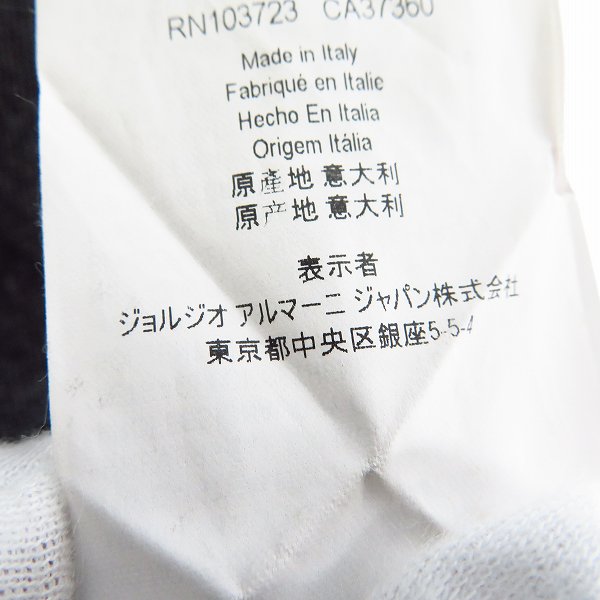 RN103723 CA37360
Made in Italy
Fabriqué en Italie
Hecho En Italia
Origem Itália
原產地 意大利
原产地 意大利
表示者
ジョルジオ アルマーニ ジャパン株式会社
東京都中央区銀座5-5-4